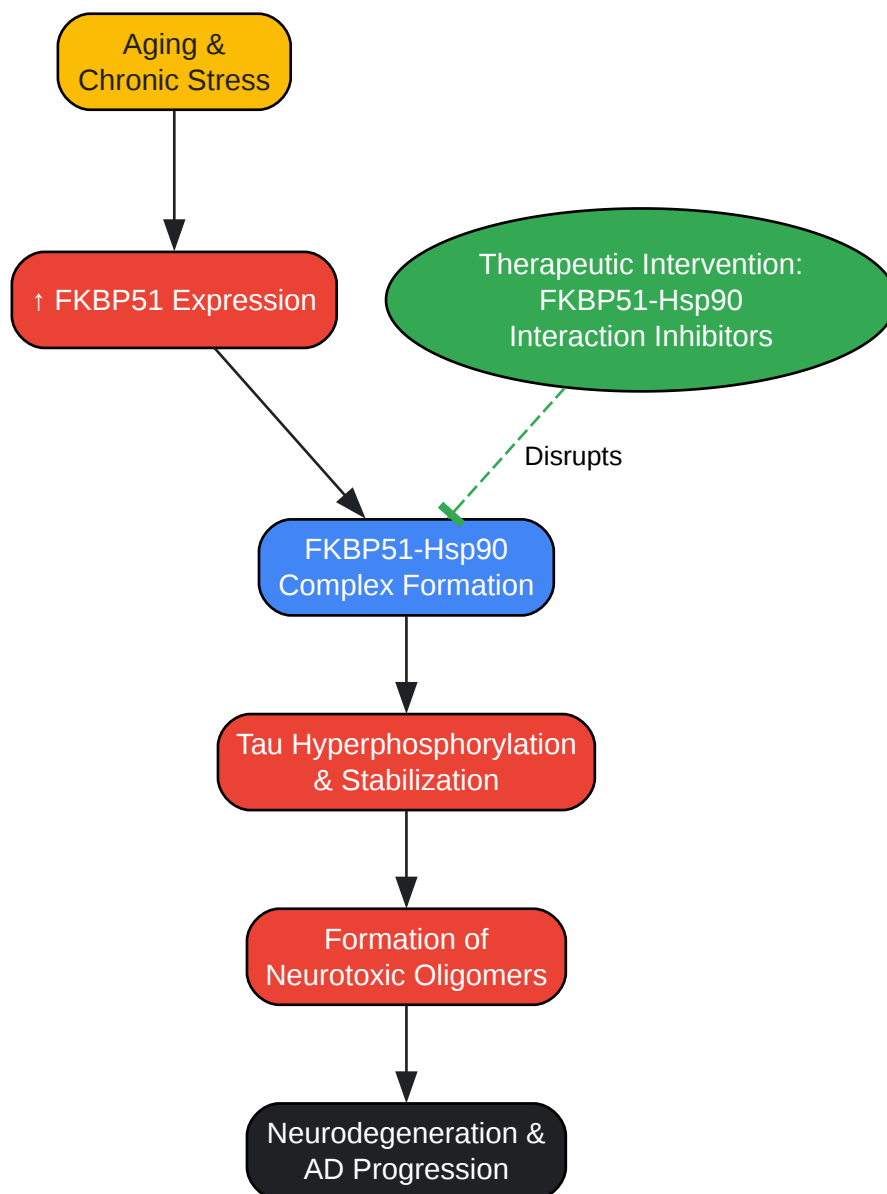 Aging &
Chronic Stress
↑ FKBP51 Expression
Therapeutic Intervention:
FKBP51-Hsp90
Interaction Inhibitors
Disrupts
FKBP51-Hsp90
Complex Formation
Tau Hyperphosphorylation
& Stabilization
Formation of
Neurotoxic Oligomers
Neurodegeneration &
AD Progression